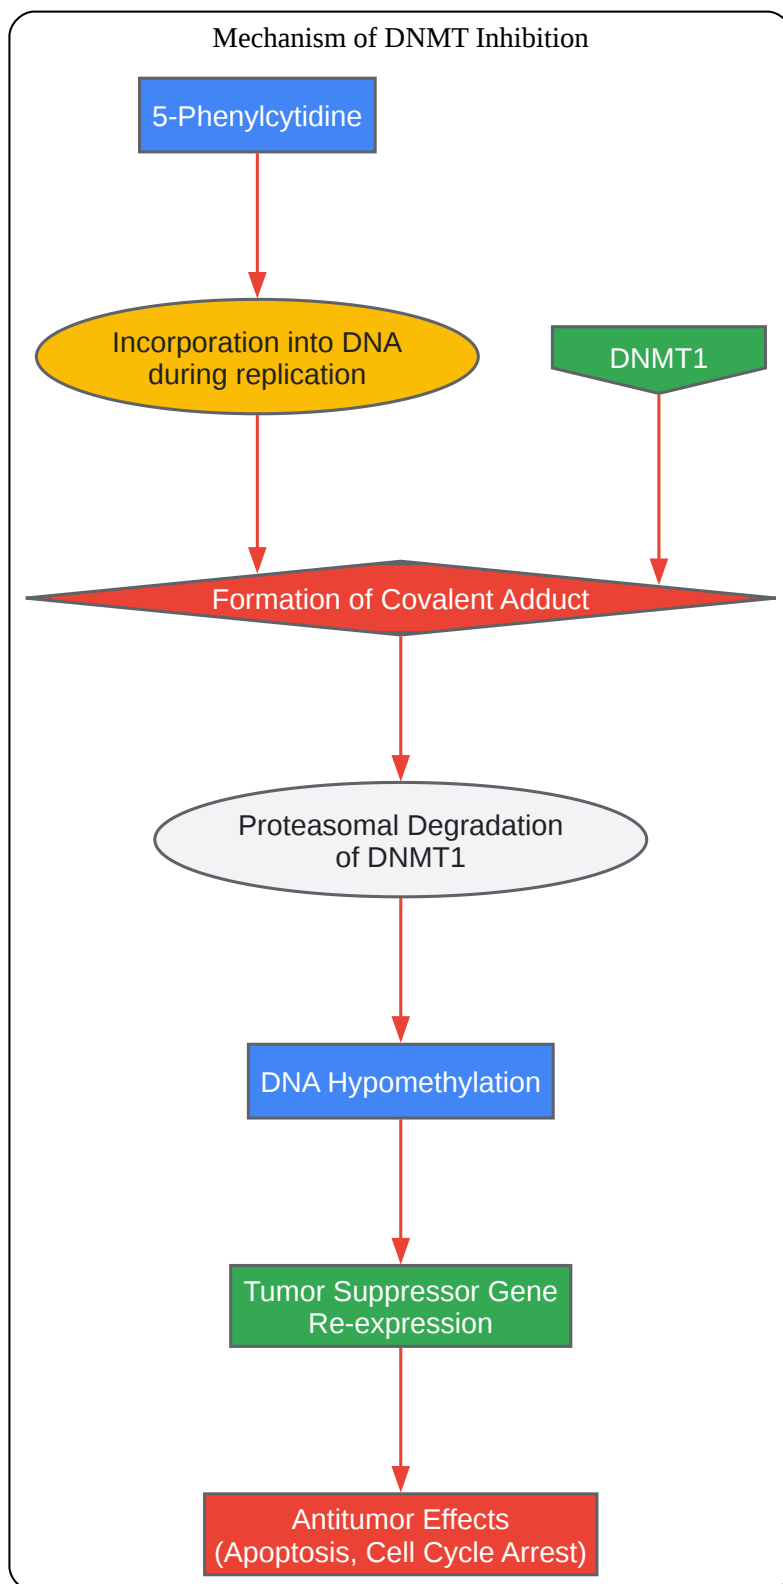 Mechanism of DNMT Inhibition
5-Phenylcytidine
Incorporation into DNA
during replication
DNMT1
Formation of Covalent Adduct
Proteasomal Degradation
of DNMT1
DNA Hypomethylation
Tumor Suppressor Gene
Re-expression
Antitumor Effects
(Apoptosis, Cell Cycle Arrest)